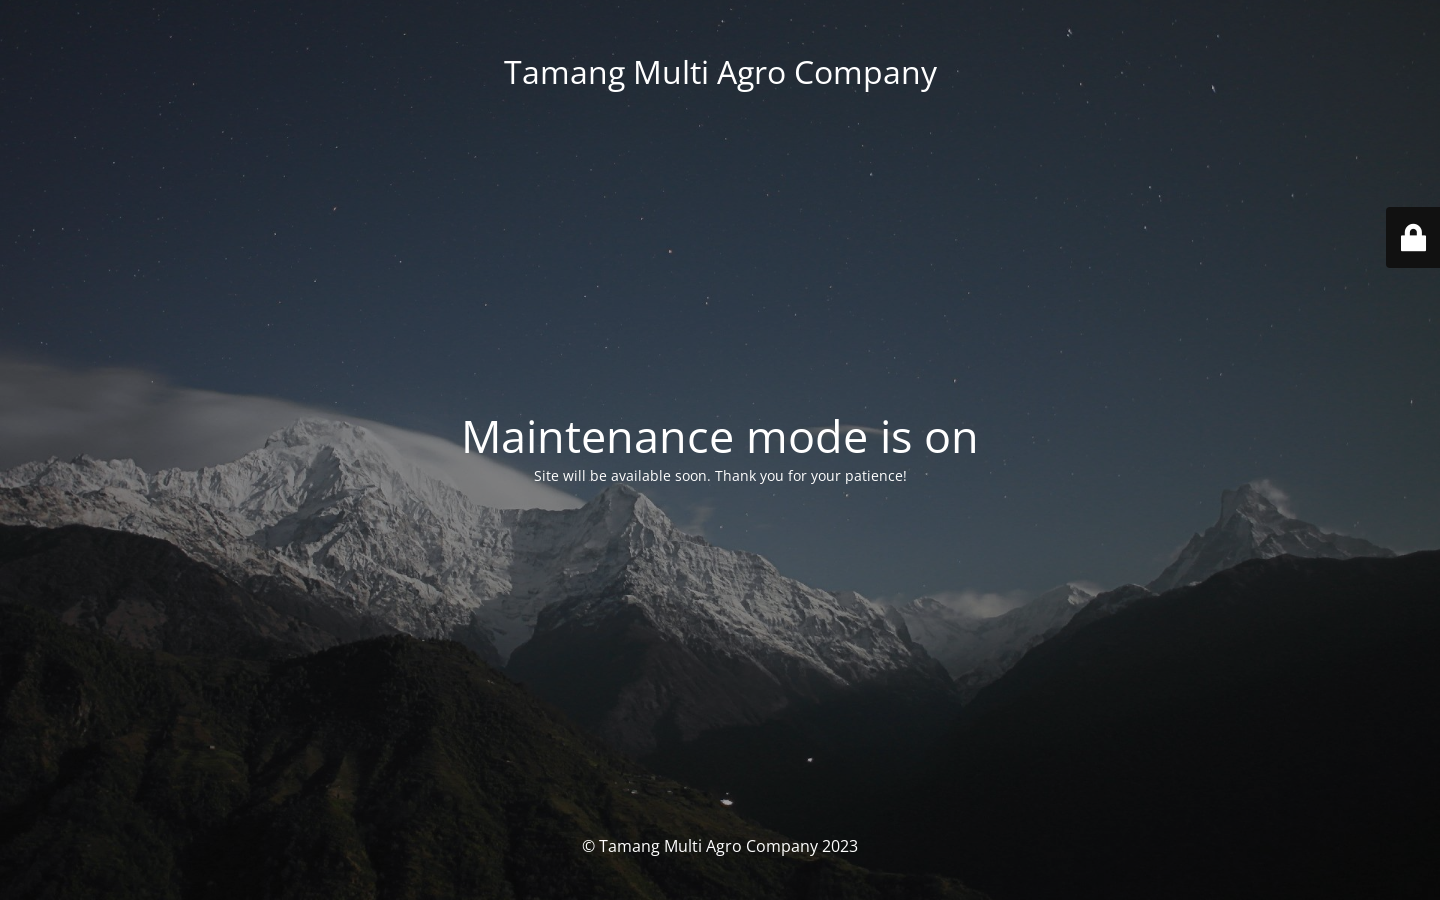 Tamang Multi Agro Company
Maintenance mode is on
Site will be available soon. Thank you for your patience!
© Tamang Multi Agro Company 2023